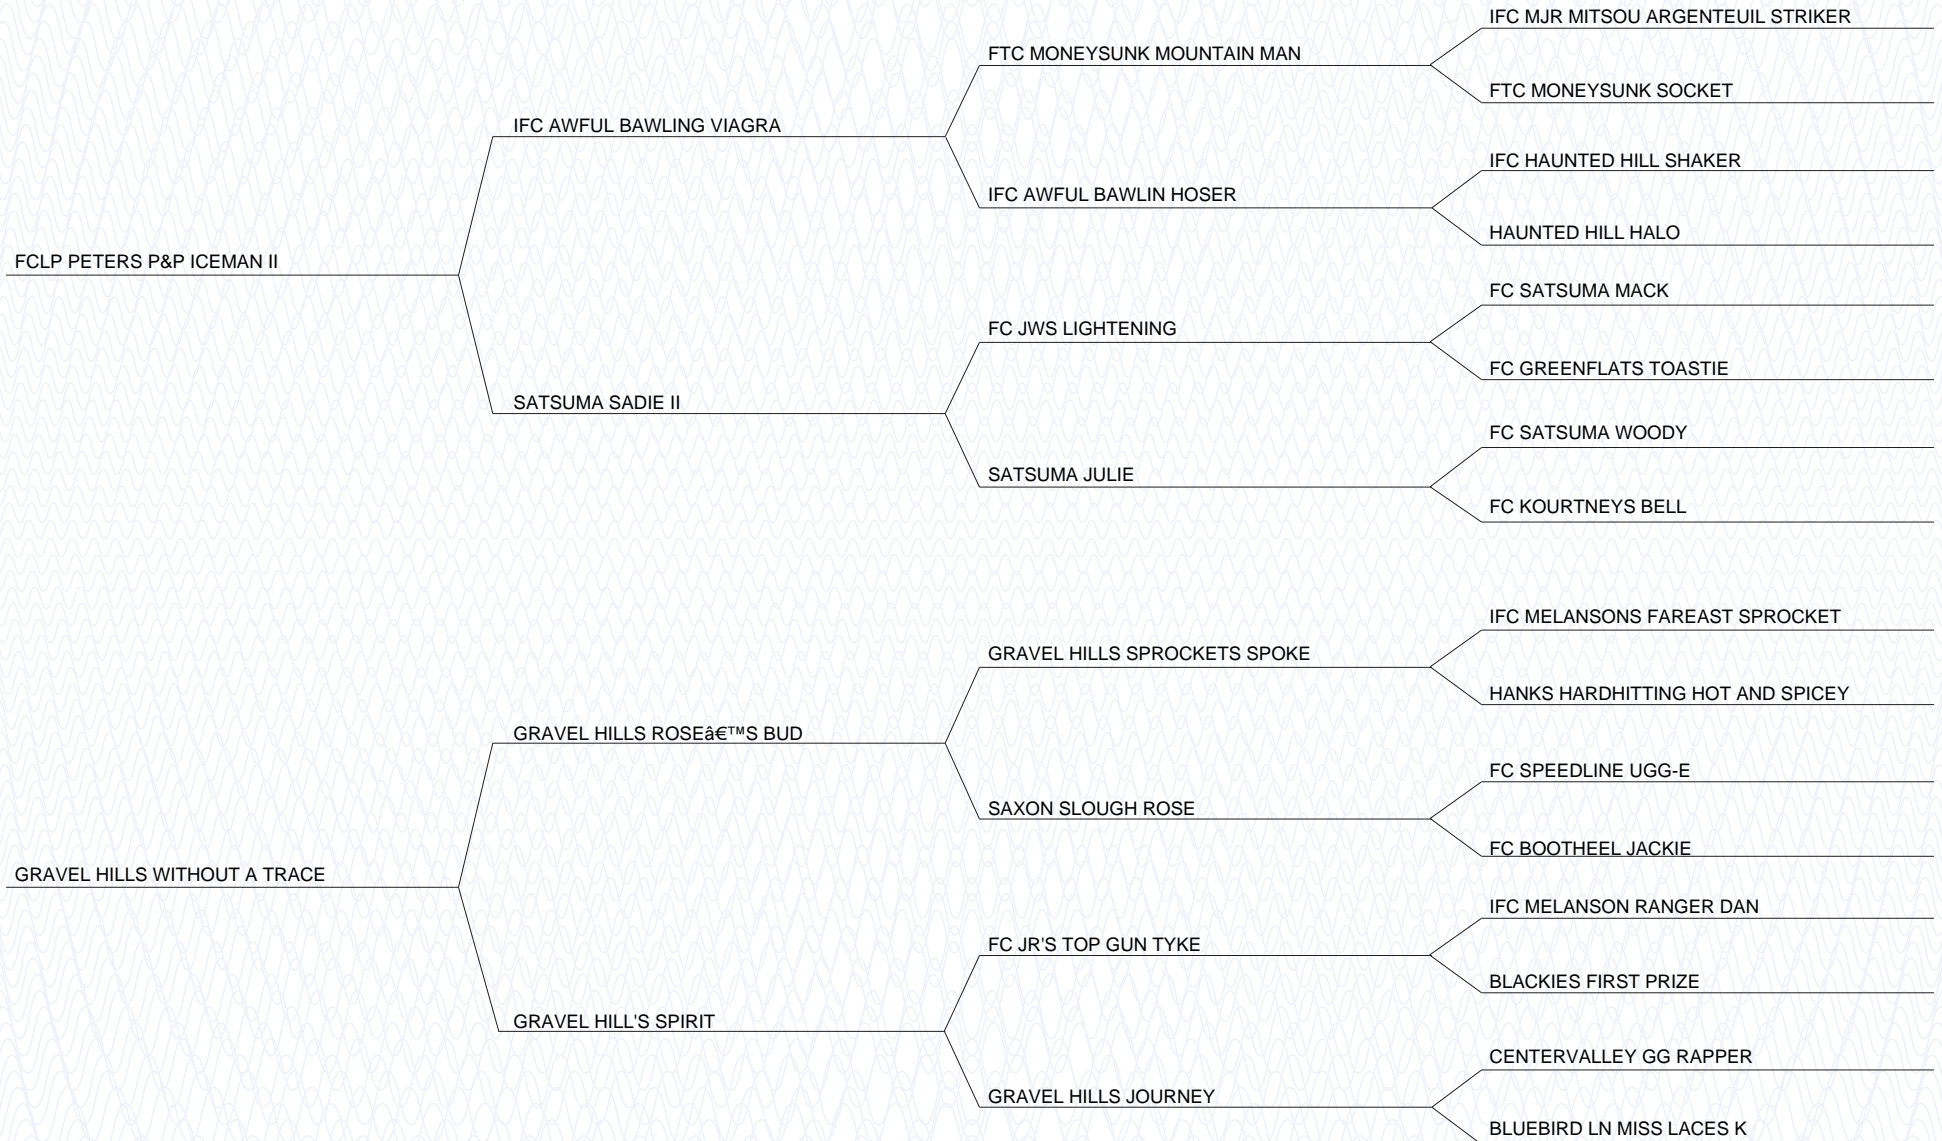 IFC MJR MITSOU ARGENTEUIL STRIKER
FTC MONEYSUNK MOUNTAIN MAN
FTC MONEYSUNK SOCKET
IFC AWFUL BAWLING VIAGRA
IFC HAUNTED HILL SHAKER
IFC AWFUL BAWLIN HOSER
HAUNTED HILL HALO
FCLP PETERS P&P ICEMAN II
FC SATSUMA MACK
FC JWS LIGHTENING
FC GREENFLATS TOASTIE
SATSUMA SADIE II
FC SATSUMA WOODY
SATSUMA JULIE
FC KOURTNEYS BELL
IFC MELANSONS FAREAST SPROCKET
GRAVEL HILLS SPROCKETS SPOKE
HANKS HARDHITTING HOT AND SPICEY
GRAVEL HILLS ROSEâ€™S BUD
FC SPEEDLINE UGG-E
SAXON SLOUGH ROSE
FC BOOTHEEL JACKIE
GRAVEL HILLS WITHOUT A TRACE
IFC MELANSON RANGER DAN
FC JR'S TOP GUN TYKE
BLACKIES FIRST PRIZE
GRAVEL HILL'S SPIRIT
CENTERVALLEY GG RAPPER
GRAVEL HILLS JOURNEY
BLUEBIRD LN MISS LACES K